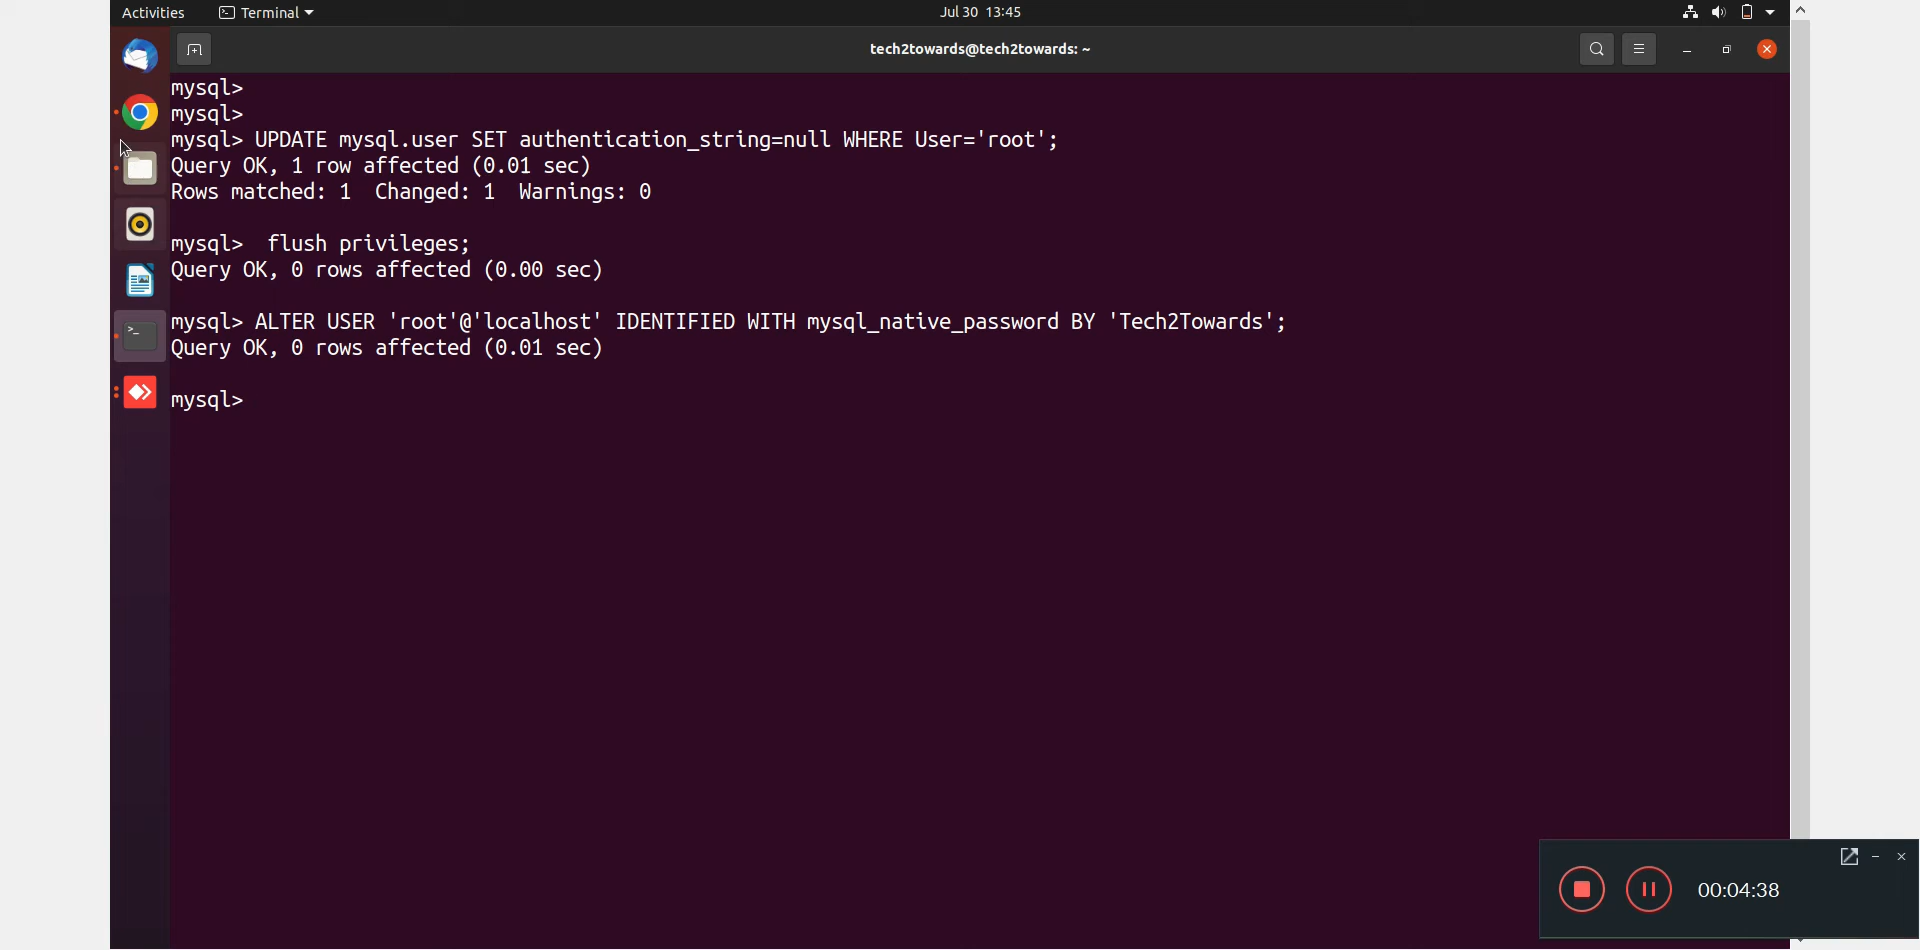 Activities
Terminal
Jul 30 13:45
tech2towards@tech2towards: ~
mysql>
mysql>
mysql> UPDATE mysql.user SET authentication_string=null WHERE User='root';
Query OK, 1 row affected (0.01 sec)
Rows matched: 1  Changed: 1  Warnings: 0
mysql>  flush privileges;
Query OK, 0 rows affected (0.00 sec)
mysql> ALTER USER 'root'@'localhost' IDENTIFIED WITH mysql_native_password BY 'Tech2Towards';
Query OK, 0 rows affected (0.01 sec)
mysql>
00:04:38